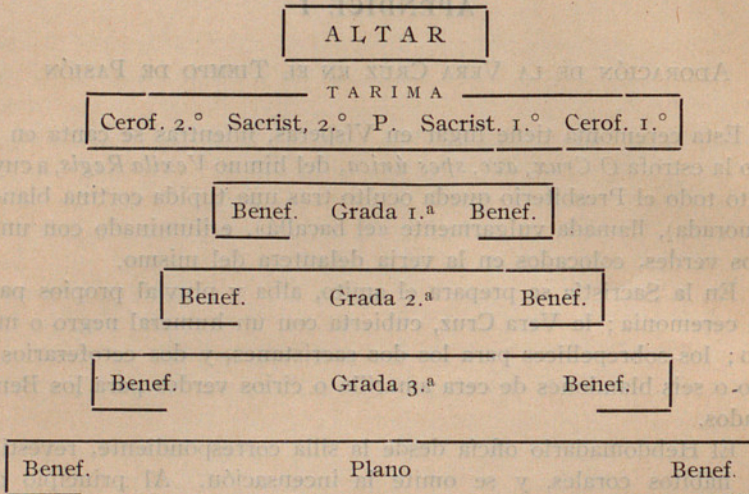 ALTAR
TARIMA
Cerof. 2.º Sacrist. 2.º P. Sacrist. 1.º Cerof. 1.º
Benef. Grada 1.ª Benef.
Benef. Grada 2.ª Benef.
Benef. Grada 3.ª Benef.
Benef. Plano Benef.